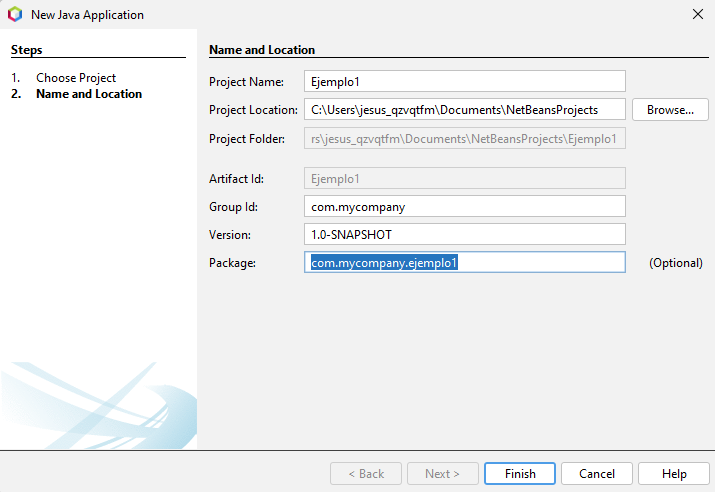 New Java Application
Steps
1. Choose Project
2. Name and Location
Name and Location
Project Name: Ejemplo1
Project Location: C:\Users\jesus_qzvqtfm\Documents\NetBeansProjects Browse...
Project Folder: rs\jesus_qzvqtfm\Documents\NetBeansProjects\Ejemplo1
Artifact Id: Ejemplo1
Group Id: com.mycompany
Version: 1.0-SNAPSHOT
Package: com.mycompany.ejemplo1 (Optional)
< Back Next > Finish Cancel Help